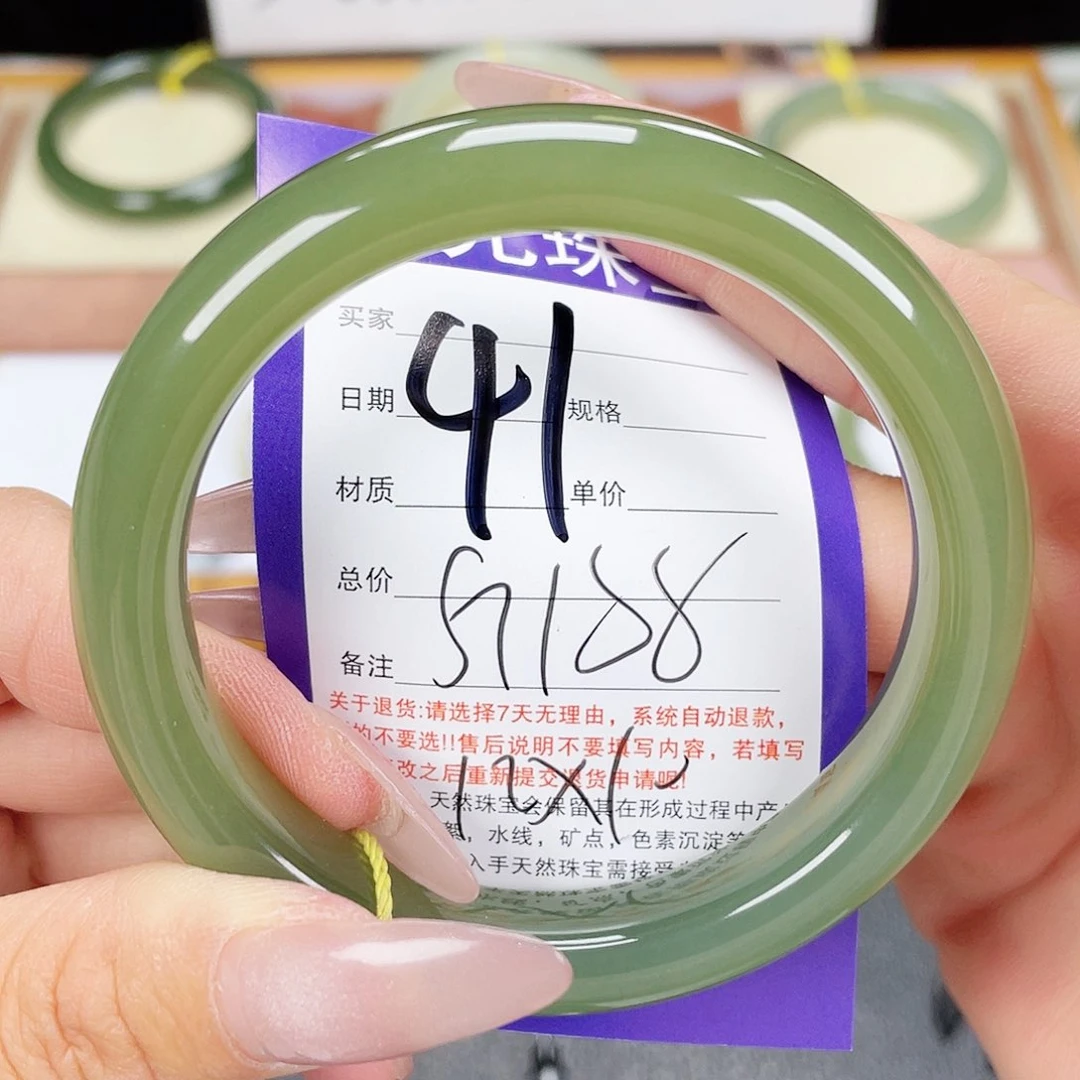 珠
买家
41
日期 规格
材质 单价
总价
备注
关于退货:请选择7天无理由，系统自动退款，
的不要选!!售后说明不要填写内容，若填写
改之后重新提交退货申请呢!
天然珠宝会保留其在形成过程中产
絮，水线，矿点，色素沉淀等
入手天然珠宝需接受